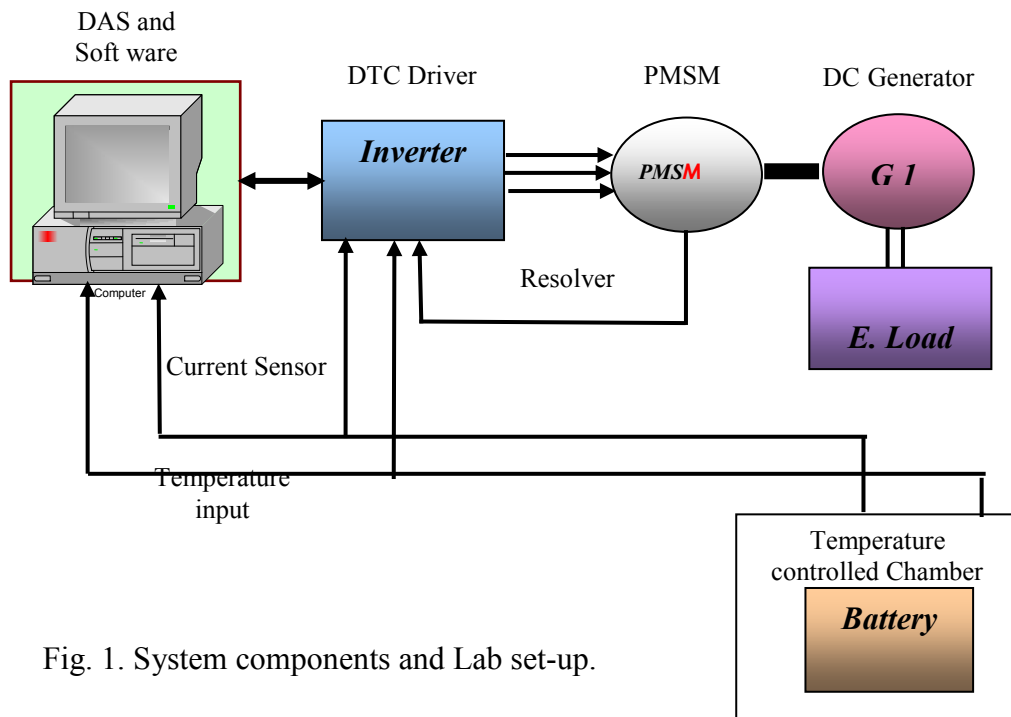 DAS and
Soft ware
DTC Driver
PMSM
DC Generator
Inverter
PMSM
G 1
Computer
Resolver
E. Load
Current Sensor
Temperature
input
Temperature
controlled Chamber
Battery
Fig. 1. System components and Lab set-up.